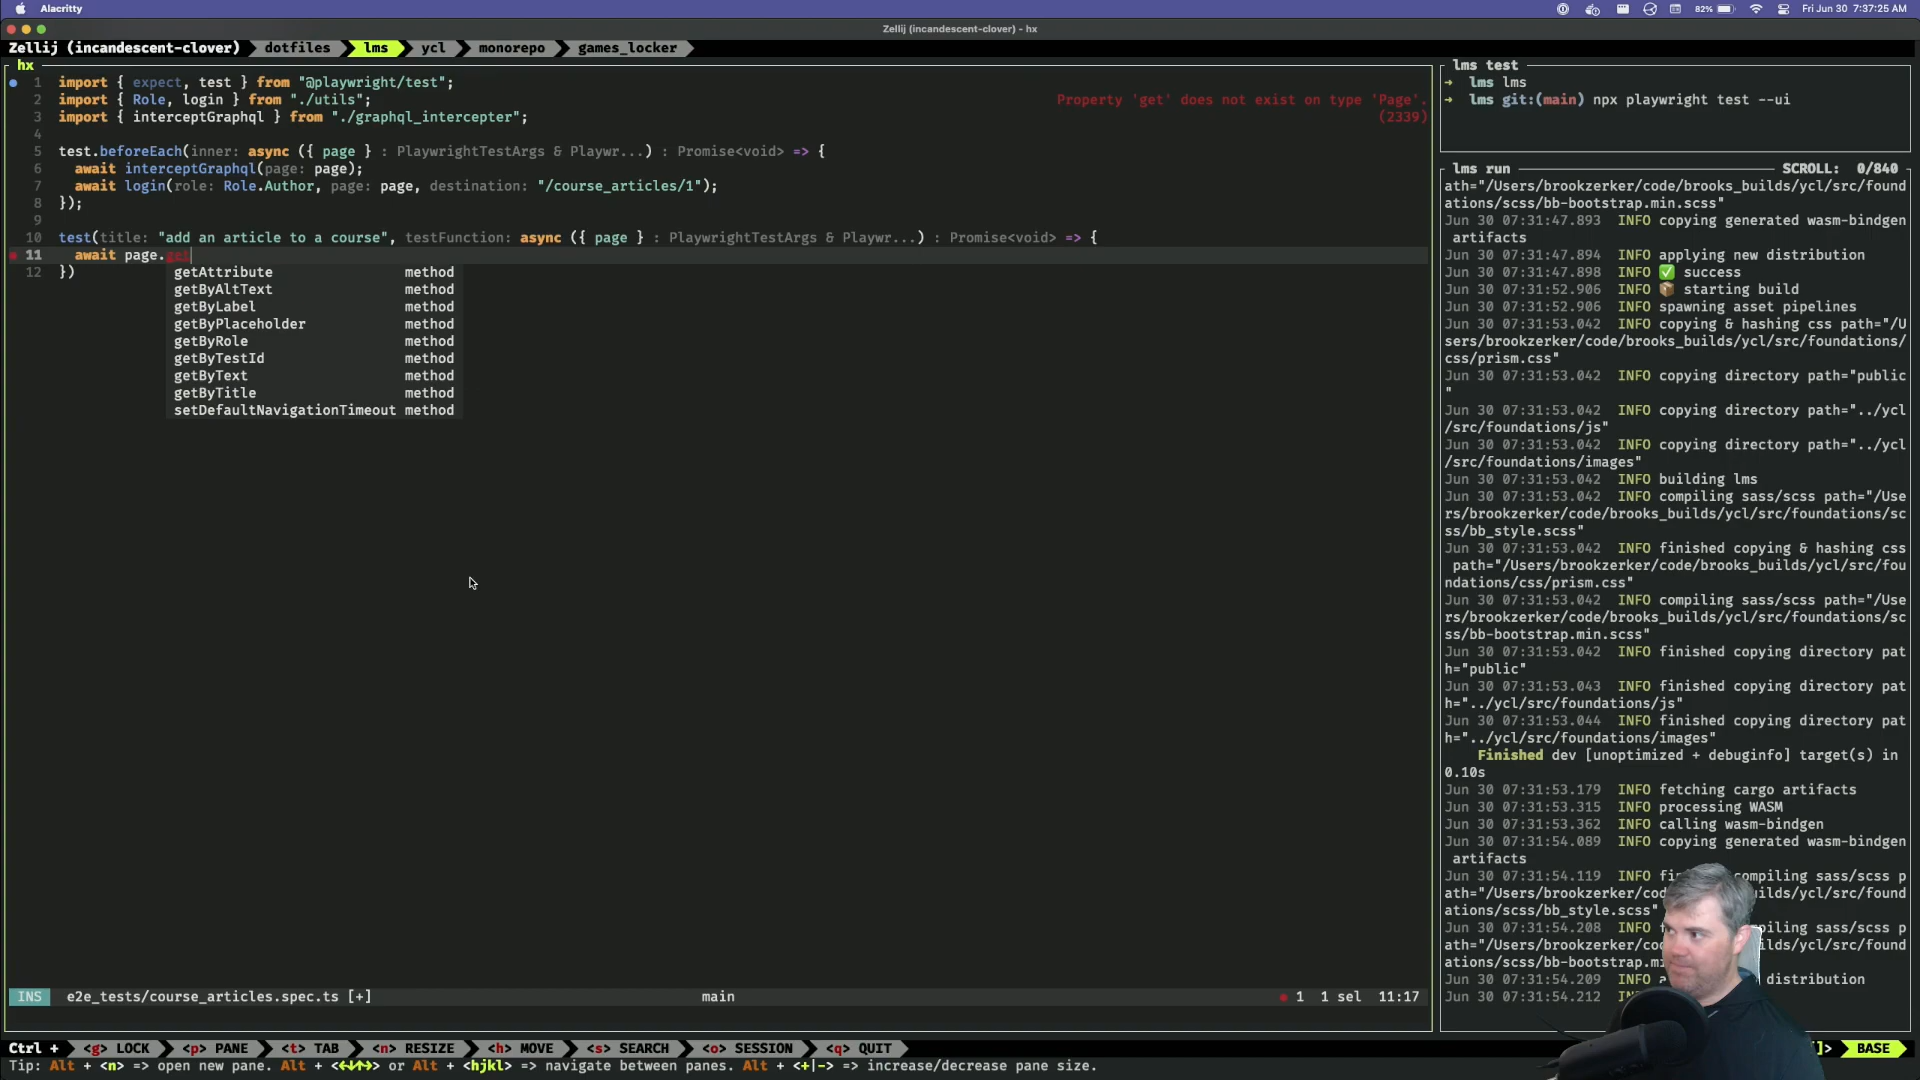 Alacritty
82%
Fri Jun 30 7:37:25 AM
Zellij (incandescent-clover) - hx
Zellij (incandescent-clover) dotfiles lms ycl monorepo games_locker
hx
1 import { expect, test } from "@playwright/test";
2 import { Role, login } from "./utils";
3 import { interceptGraphql } from "./graphql_intercepter";
4
5 test.beforeEach(inner: async ({ page } : PlaywrightTestArgs & Playwr...) : Promise<void> => {
6 await interceptGraphql(page: page);
7 await login(role: Role.Author, page: page, destination: "/course_articles/1");
8 });
9
10 test(title: "add an article to a course", testFunction: async ({ page } : PlaywrightTestArgs & Playwr...) : Promise<void> => {
11 await page.get
12 })
Property 'get' does not exist on type 'Page'.
(2339)
getAttribute method
getByAltText method
getByLabel method
getByPlaceholder method
getByRole method
getByTestId method
getByText method
getByTitle method
setDefaultNavigationTimeout method
INS e2e_tests/course_articles.spec.ts [+] main 1 1 sel 11:17
lms test
→ lms lms
→ lms git:(main) npx playwright test --ui
lms run SCROLL: 0/840
ath="/Users/brookzerker/code/brooks_builds/ycl/src/found
ations/scss/bb-bootstrap.min.scss"
Jun 30 07:31:47.893 INFO copying generated wasm-bindgen
artifacts
Jun 30 07:31:47.894 INFO applying new distribution
Jun 30 07:31:47.898 INFO ✅ success
Jun 30 07:31:52.906 INFO 📦 starting build
Jun 30 07:31:52.906 INFO spawning asset pipelines
Jun 30 07:31:53.042 INFO copying & hashing css path="/U
sers/brookzerker/code/brooks_builds/ycl/src/foundations/
css/prism.css"
Jun 30 07:31:53.042 INFO copying directory path="public
"
Jun 30 07:31:53.042 INFO copying directory path="../ycl
/src/foundations/js"
Jun 30 07:31:53.042 INFO copying directory path="../ycl
/src/foundations/images"
Jun 30 07:31:53.042 INFO building lms
Jun 30 07:31:53.042 INFO compiling sass/scss path="/Use
rs/brookzerker/code/brooks_builds/ycl/src/foundations/sc
ss/bb_style.scss"
Jun 30 07:31:53.042 INFO finished copying & hashing css
path="/Users/brookzerker/code/brooks_builds/ycl/src/fou
ndations/css/prism.css"
Jun 30 07:31:53.042 INFO compiling sass/scss path="/Use
rs/brookzerker/code/brooks_builds/ycl/src/foundations/sc
ss/bb-bootstrap.min.scss"
Jun 30 07:31:53.042 INFO finished copying directory pat
h="public"
Jun 30 07:31:53.043 INFO finished copying directory pat
h="../ycl/src/foundations/js"
Jun 30 07:31:53.044 INFO finished copying directory pat
h="../ycl/src/foundations/images"
Finished dev [unoptimized + debuginfo] target(s) in
0.10s
Jun 30 07:31:53.179 INFO fetching cargo artifacts
Jun 30 07:31:53.315 INFO processing WASM
Jun 30 07:31:53.362 INFO calling wasm-bindgen
Jun 30 07:31:54.089 INFO copying generated wasm-bindgen
artifacts
Jun 30 07:31:54.119 INFO compiling sass/scss p
ath="/Users/brookzerker/cod uilds/ycl/src/found
ations/scss/bb_style.scss"
Jun 30 07:31:54.208 INFO piling sass/scss p
ath="/Users/brookzerker/co ilds/ycl/src/found
ations/scss/bb-bootstrap.m
Jun 30 07:31:54.209 INFO distribution
Jun 30 07:31:54.212
Ctrl + <g> LOCK <p> PANE <t> TAB <n> RESIZE <h> MOVE <s> SEARCH <o> SESSION <q> QUIT ]> BASE
Tip: Alt + <n> => open new pane. Alt + <←↓↑→> or Alt + <hjkl> => navigate between panes. Alt + <+|-> => increase/decrease pane size.